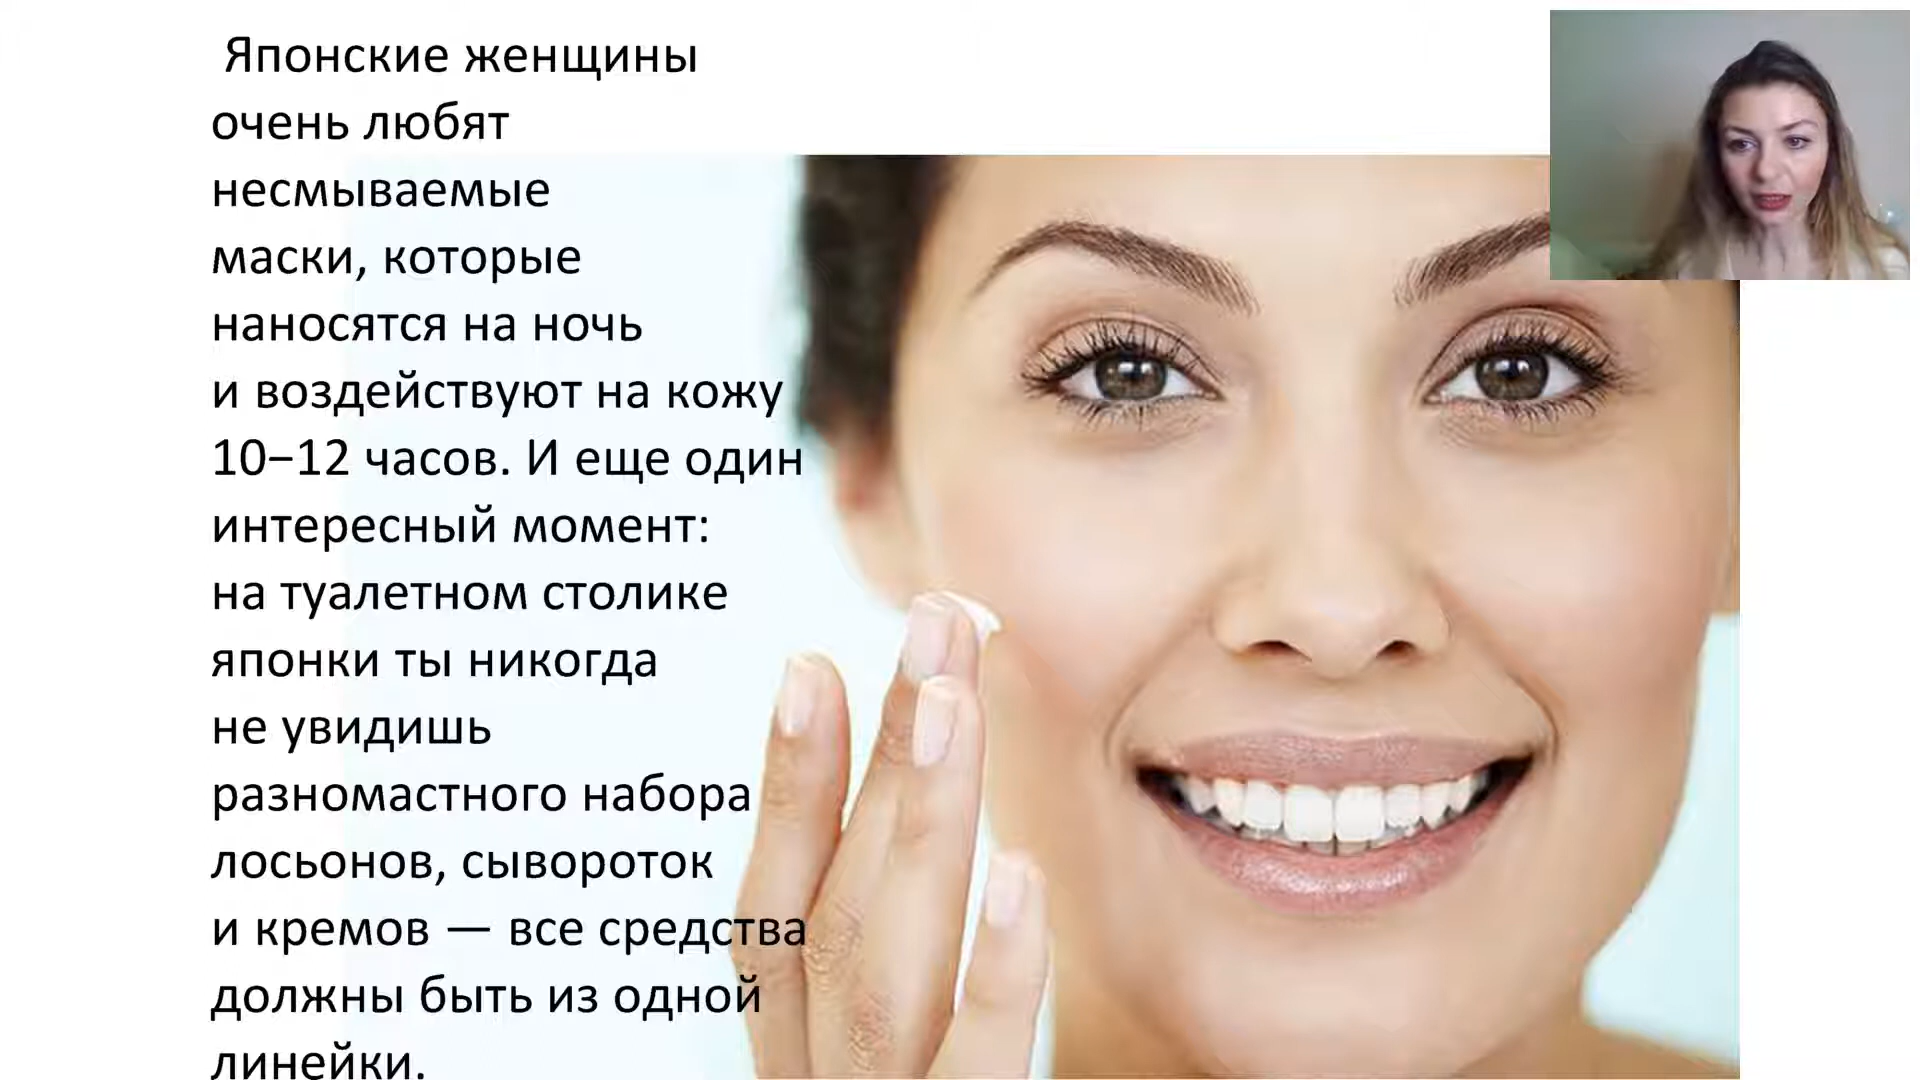 Японские женщины
очень любят
несмываемые
маски, которые
наносятся на ночь
и воздействуют на кожу
10–12 часов. И еще один
интересный момент:
на туалетном столике
японки ты никогда
не увидишь
разномастного набора
лосьонов, сывороток
и кремов — все средства
должны быть из одной
линейки.